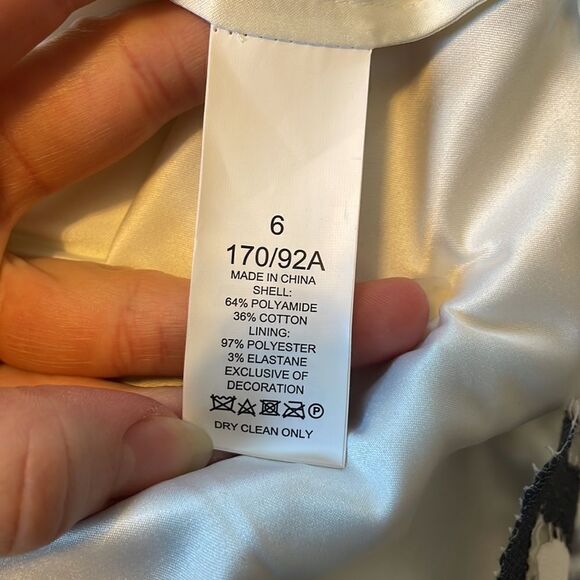 6
170/92A
MADE IN CHINA
SHELL:
64% POLYAMIDE
36% COTTON
LINING:
97% POLYESTER
3% ELASTANE
EXCLUSIVE OF
DECORATION
P
DRY CLEAN ONLY